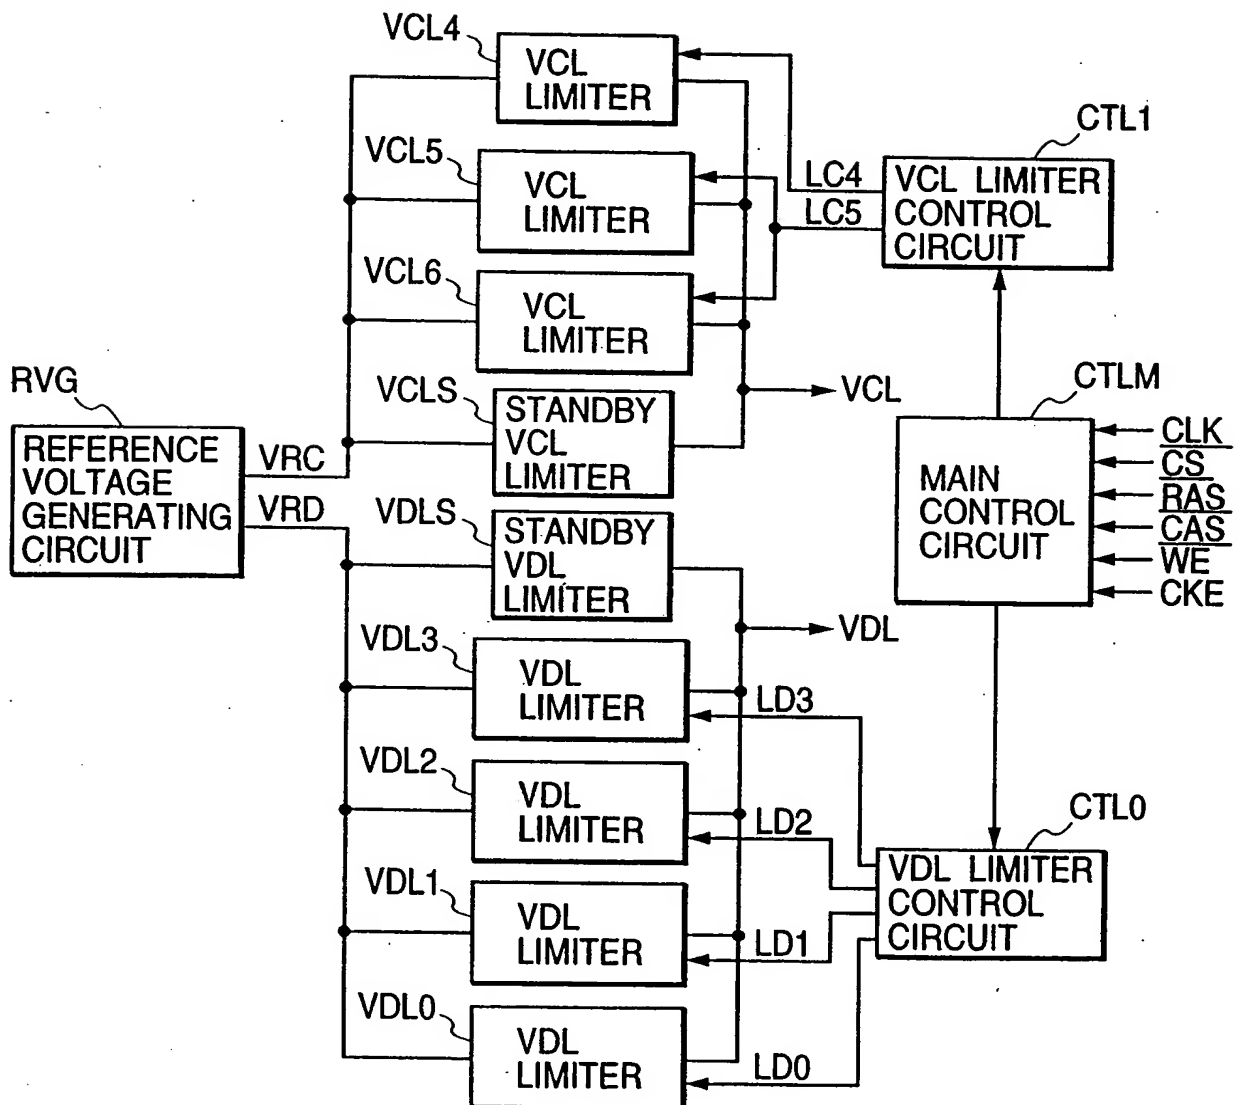 VCL4
VCL
LIMITER
VCL5
VCL
LIMITER
VCL6
VCL
LIMITER
VCLS
STANDBY
VCL
LIMITER
VCL
CTL1
VCL LIMITER
CONTROL
CIRCUIT
LC4
LC5
RVG
REFERENCE
VOLTAGE
GENERATING
CIRCUIT
VRC
VRD
CTLM
MAIN
CONTROL
CIRCUIT
CLK
CS
RAS
CAS
WE
CKE
VDLS
STANDBY
VDL
LIMITER
VDL
VDL3
VDL
LIMITER
LD3
VDL2
VDL
LIMITER
LD2
VDL1
VDL
LIMITER
LD1
VDL0
VDL
LIMITER
LD0
CTL0
VDL LIMITER
CONTROL
CIRCUIT